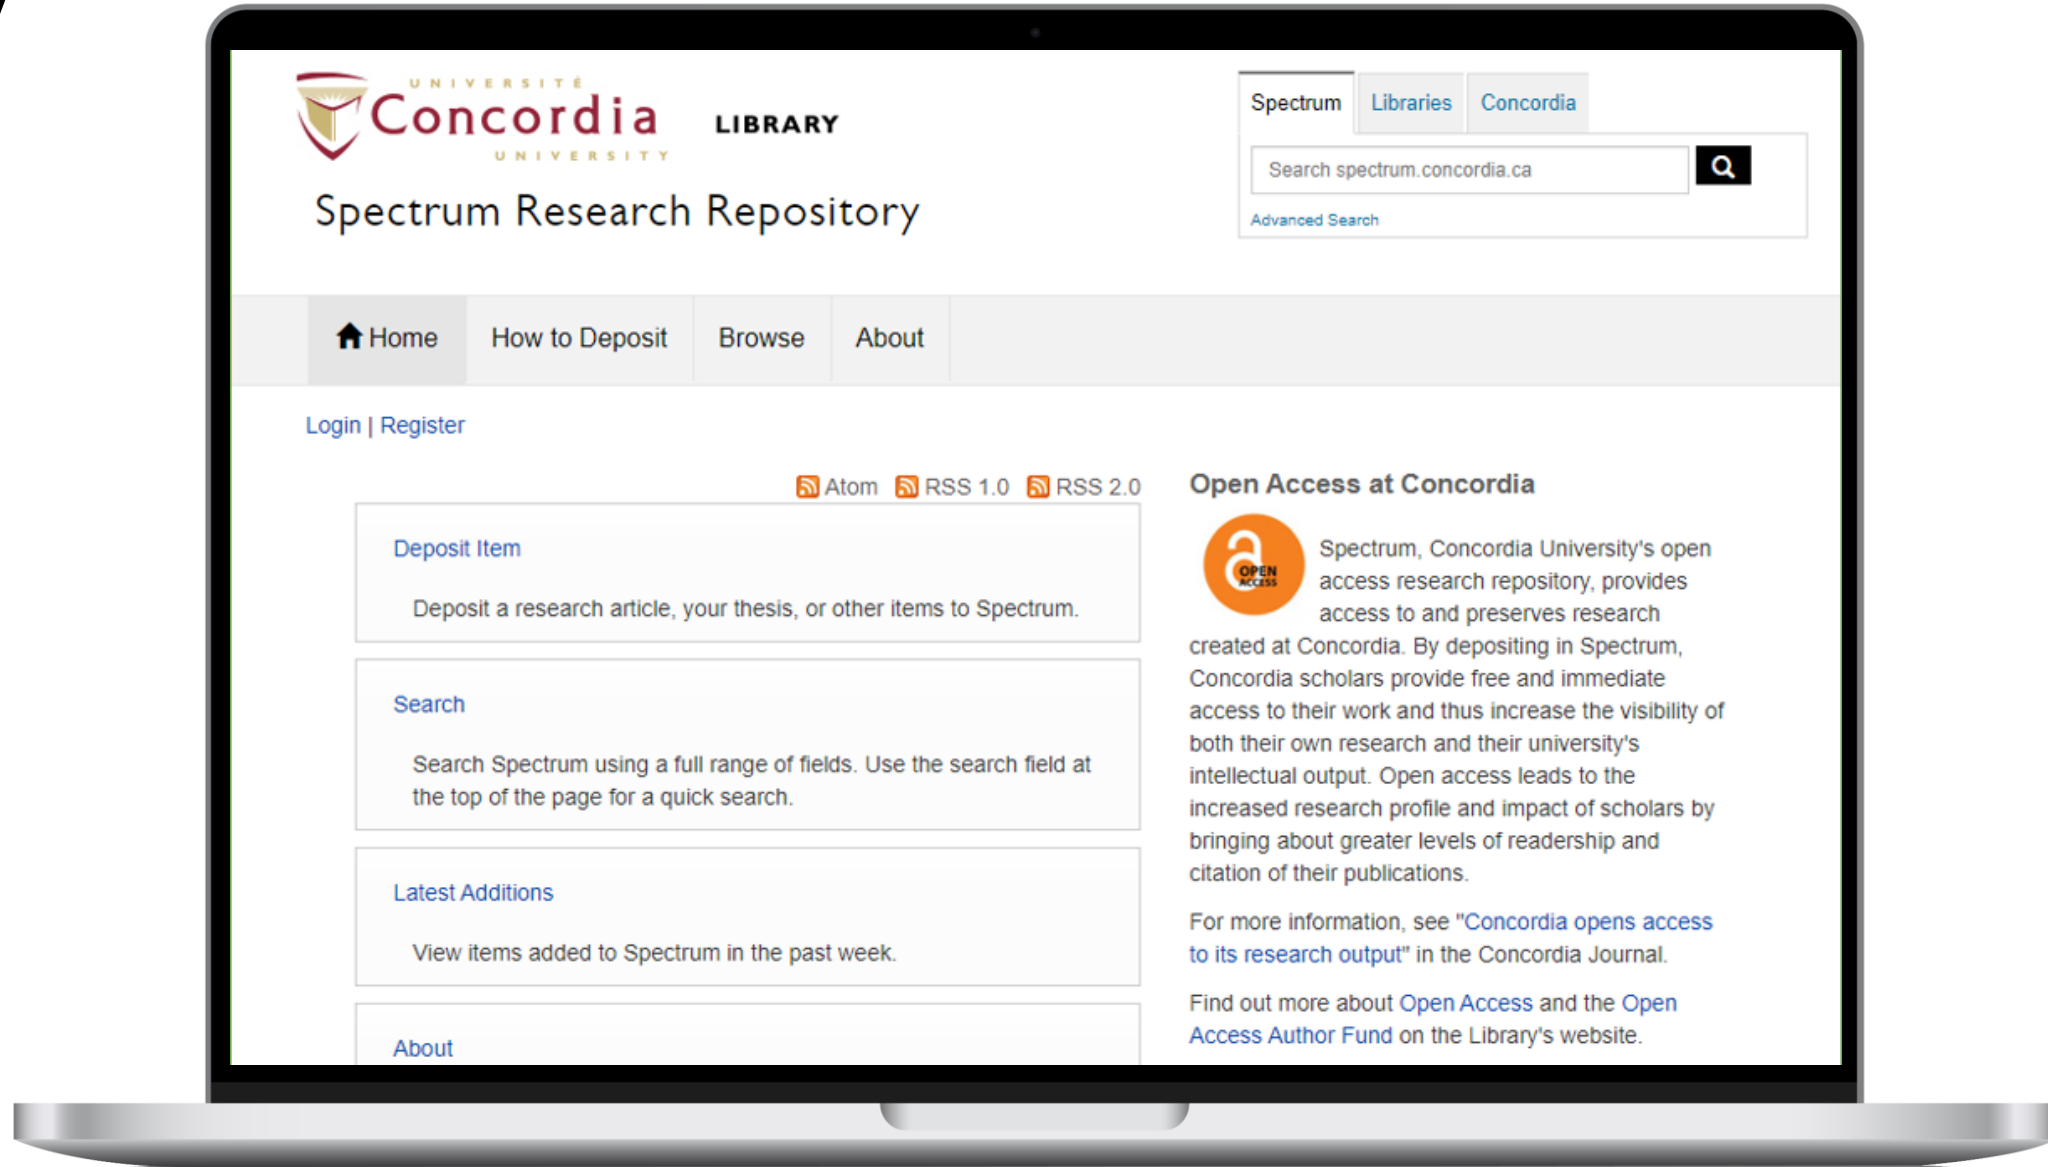 UNIVERSITÉ
Concordia
UNIVERSITY
LIBRARY
Spectrum Research Repository
Spectrum
Libraries
Concordia
Search spectrum.concordia.ca
Advanced Search
Home
How to Deposit
Browse
About
Login | Register
Atom
RSS 1.0
RSS 2.0
Deposit Item
Deposit a research article, your thesis, or other items to Spectrum.
Search
Search Spectrum using a full range of fields. Use the search field at
the top of the page for a quick search.
Latest Additions
View items added to Spectrum in the past week.
About
Open Access at Concordia
OPEN
ACCESS
Spectrum, Concordia University's open
access research repository, provides
access to and preserves research
created at Concordia. By depositing in Spectrum,
Concordia scholars provide free and immediate
access to their work and thus increase the visibility of
both their own research and their university's
intellectual output. Open access leads to the
increased research profile and impact of scholars by
bringing about greater levels of readership and
citation of their publications.
For more information, see "Concordia opens access
to its research output" in the Concordia Journal.
Find out more about Open Access and the Open
Access Author Fund on the Library's website.